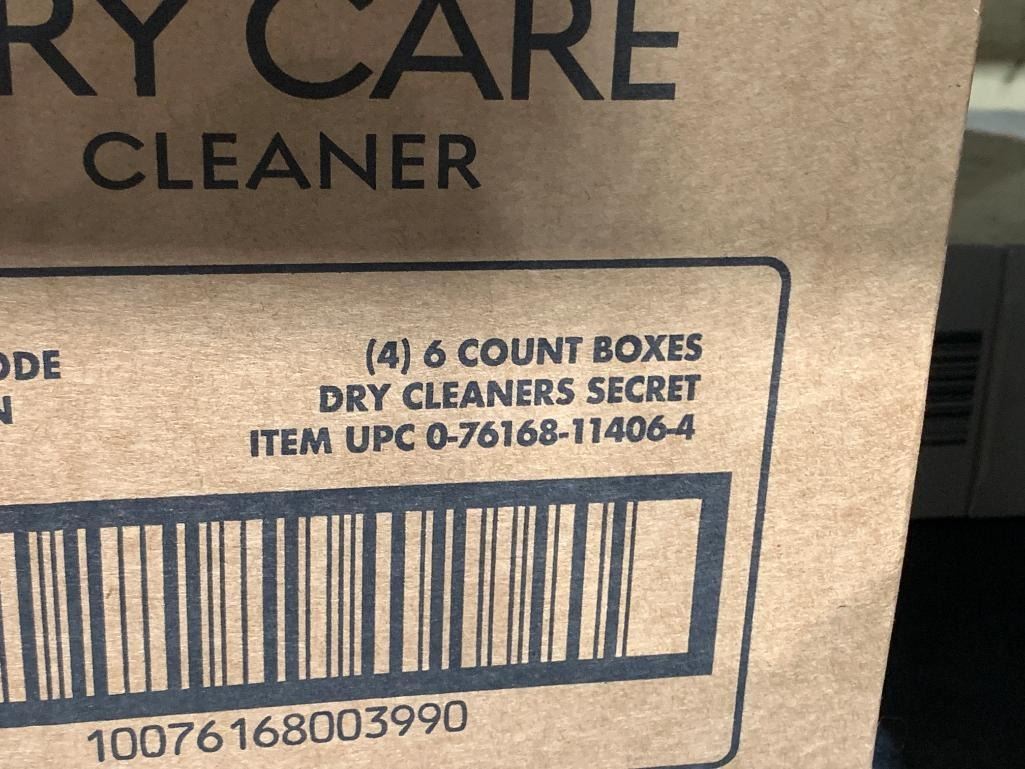 RY CARE
CLEANER
ODE
N
(4) 6 COUNT BOXES
DRY CLEANERS SECRET
ITEM UPC 0-76168-11406-4
10076168003990